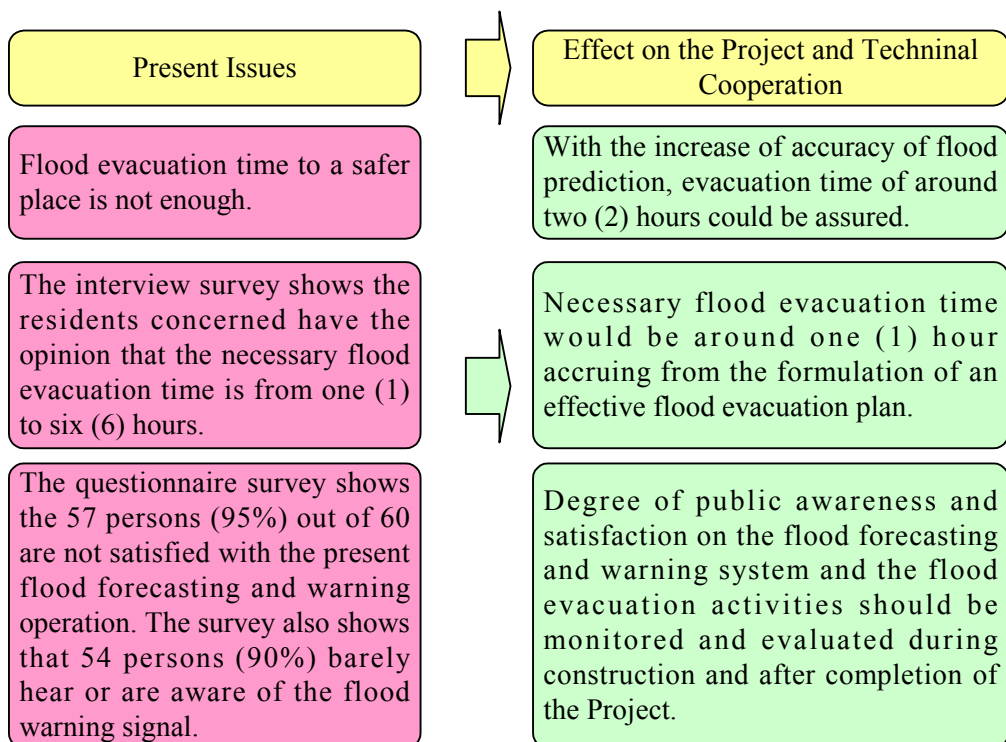 Present Issues
Effect on the Project and Techninal
Cooperation
Flood evacuation time to a safer
place is not enough.
With the increase of accuracy of flood
prediction, evacuation time of around
two (2) hours could be assured.
The interview survey shows the
residents concerned have the
opinion that the necessary flood
evacuation time is from one (1)
to six (6) hours.
Necessary flood evacuation time
would be around one (1) hour
accruing from the formulation of an
effective flood evacuation plan.
The questionnaire survey shows
the 57 persons (95%) out of 60
are not satisfied with the present
flood forecasting and warning
operation. The survey also shows
that 54 persons (90%) barely
hear or are aware of the flood
warning signal.
Degree of public awareness and
satisfaction on the flood forecasting
and warning system and the flood
evacuation activities should be
monitored and evaluated during
construction and after completion of
the Project.